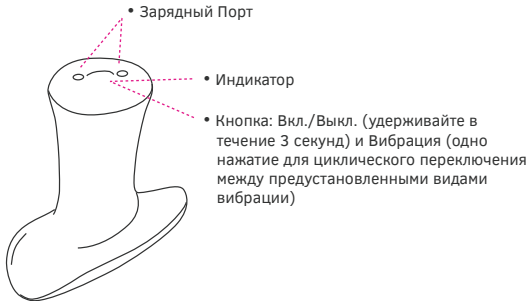 • Зарядный Порт
• Индикатор
• Кнопка: Вкл./Выкл. (удерживайте в
течение 3 секунд) и Вибрация (одно
нажатие для циклического переключения
между предустановленными видами
вибрации)